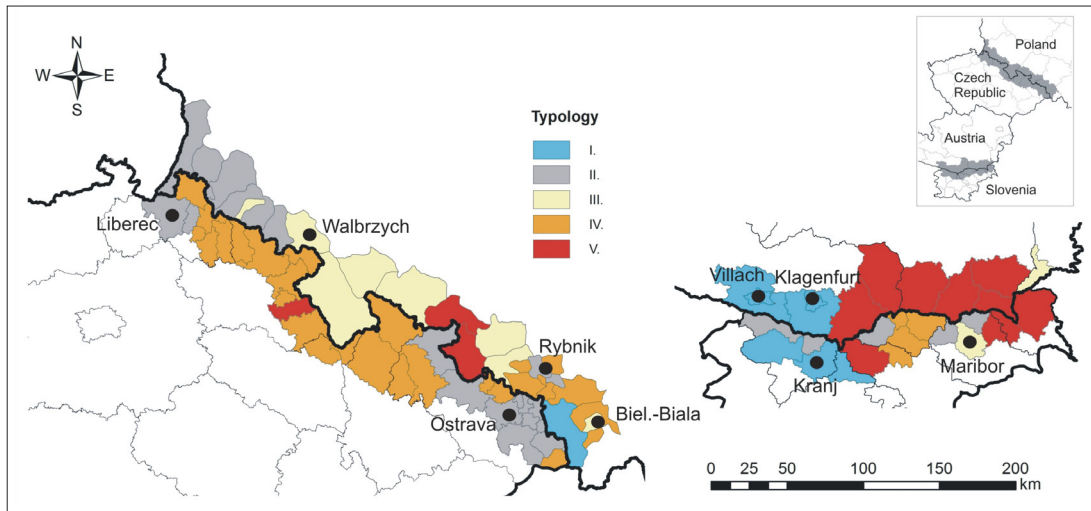 N
W E
S
Liberec
Walbrzych
Rybnik
Ostrava
Biel.-Biala
Typology
I.
II.
III.
IV.
V.
Poland
Czech
Republic
Austria
Slovenia
Villach
Klagenfurt
Kranj
Maribor
0 25 50 100 150 200
km